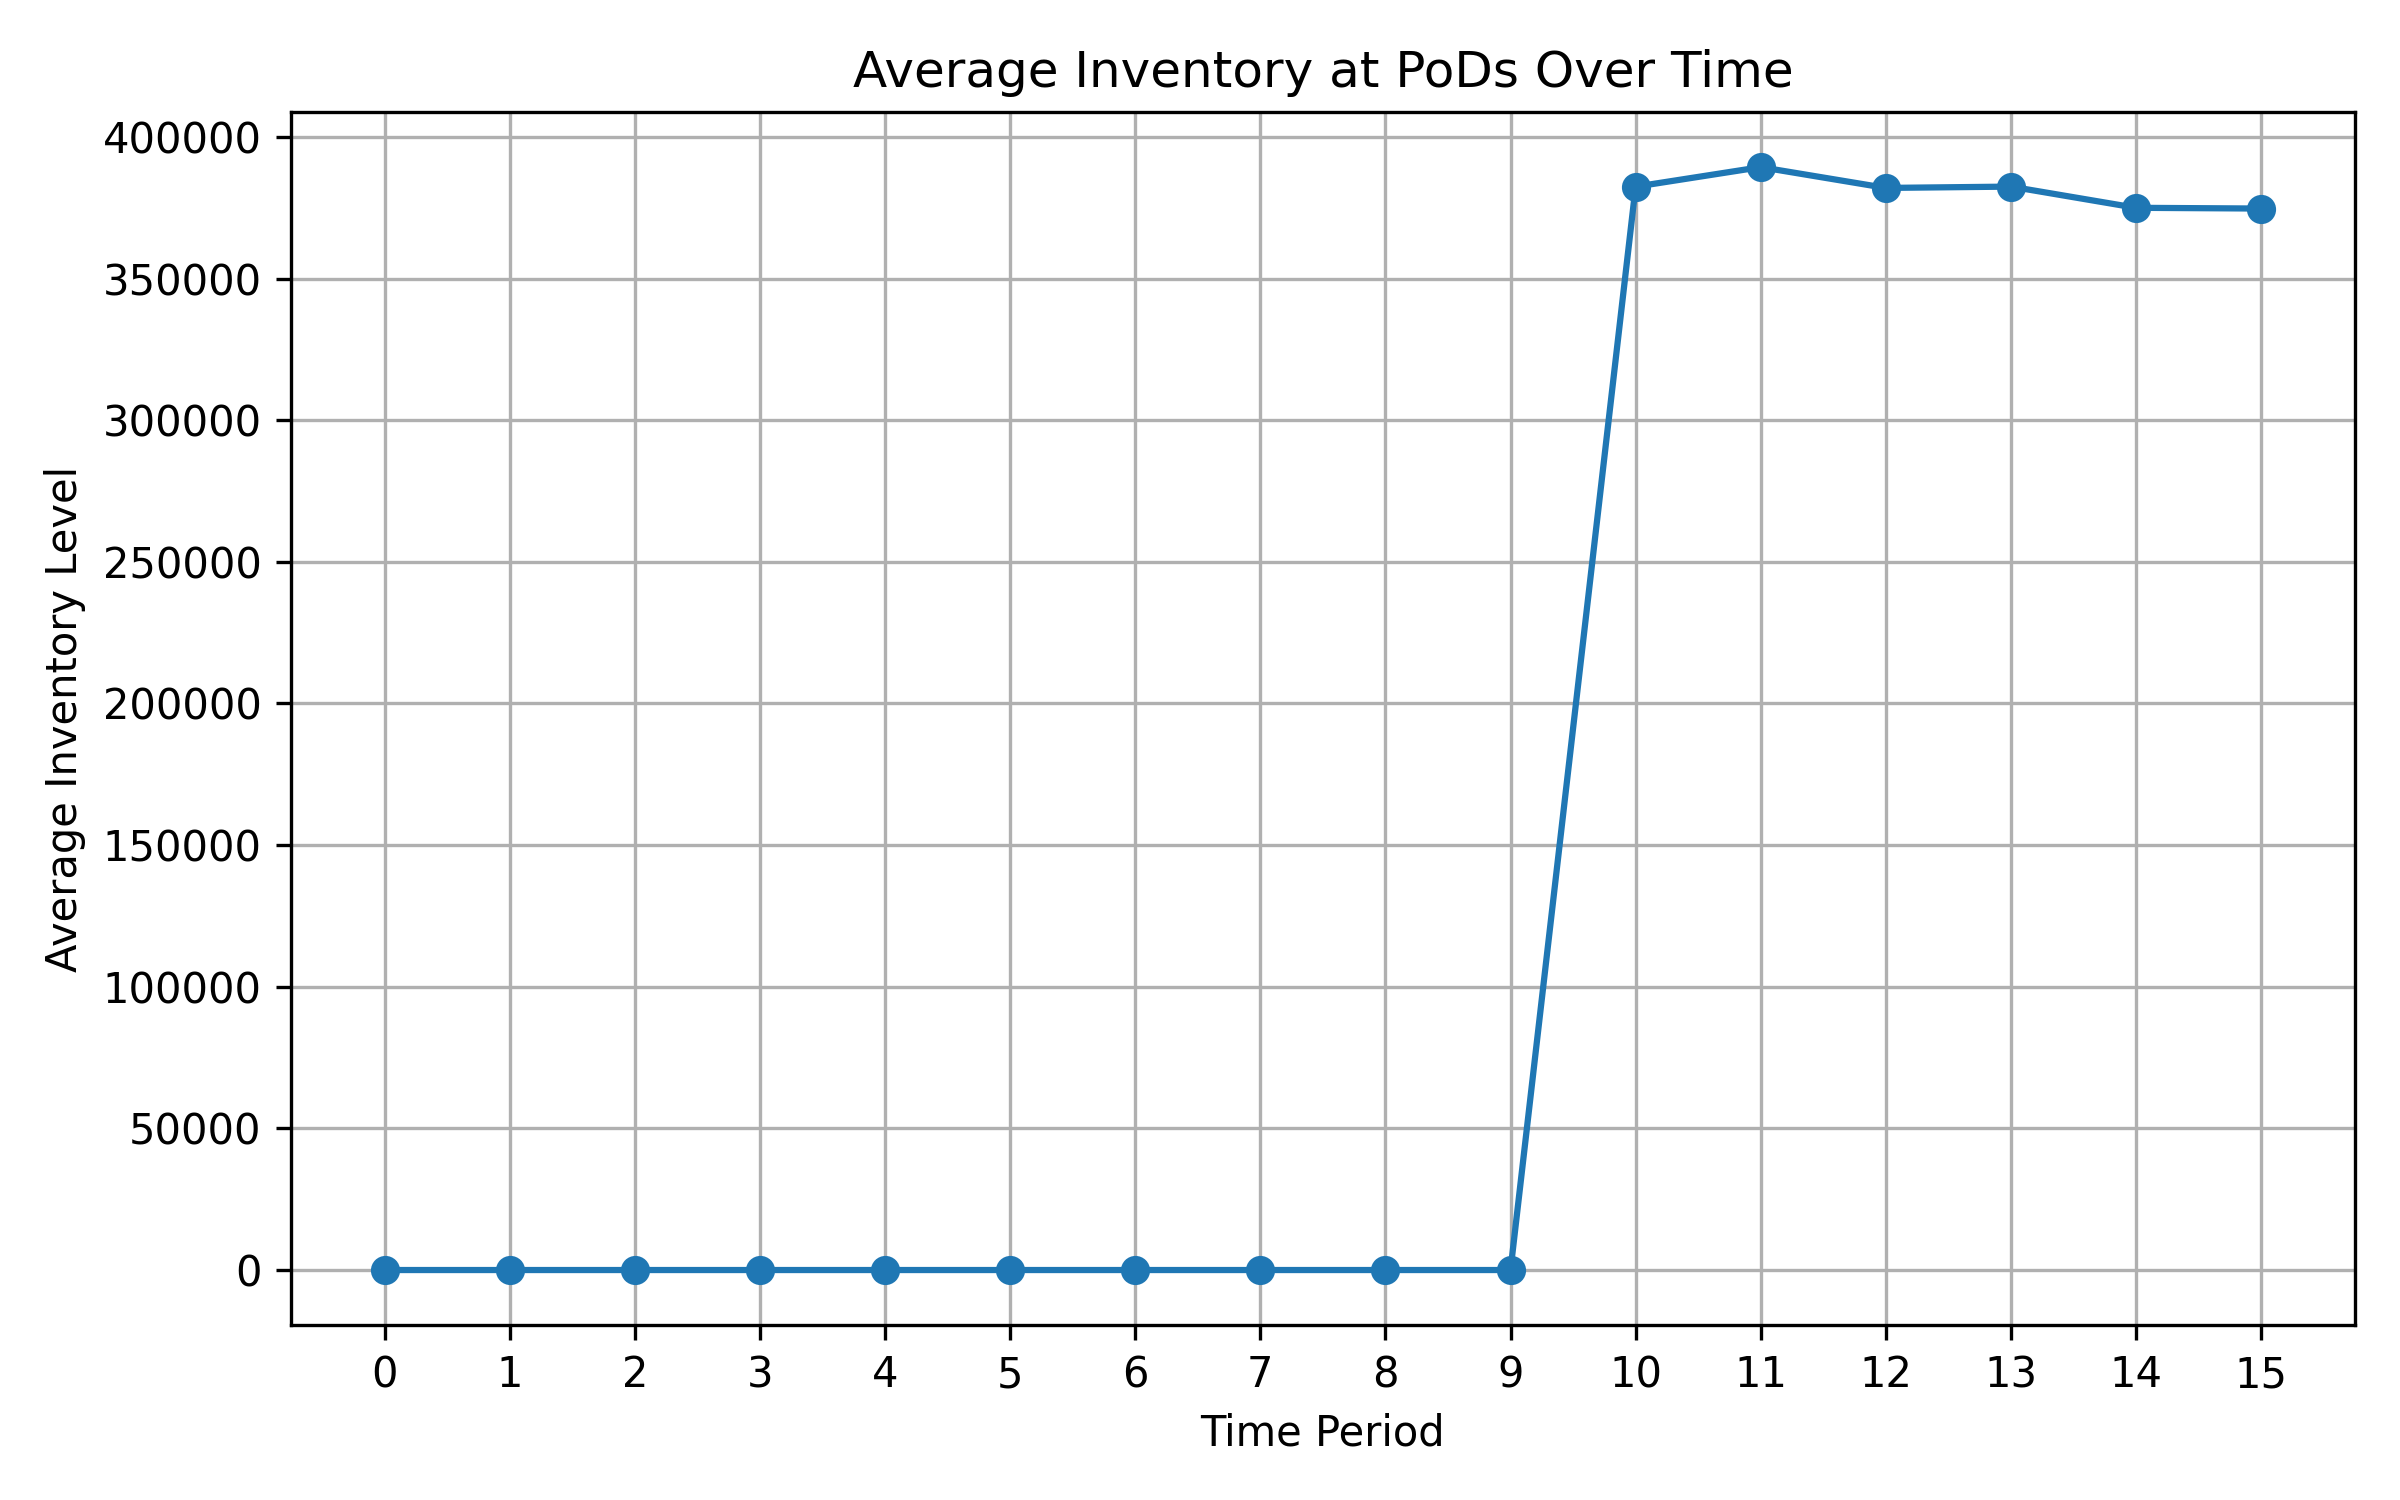 Average Inventory at PoDs Over Time
Average Inventory Level
400000
350000
300000
250000
200000
150000
100000
50000
0
0 1 2 3 4 5 6 7 8 9 10 11 12 13 14 15
Time Period